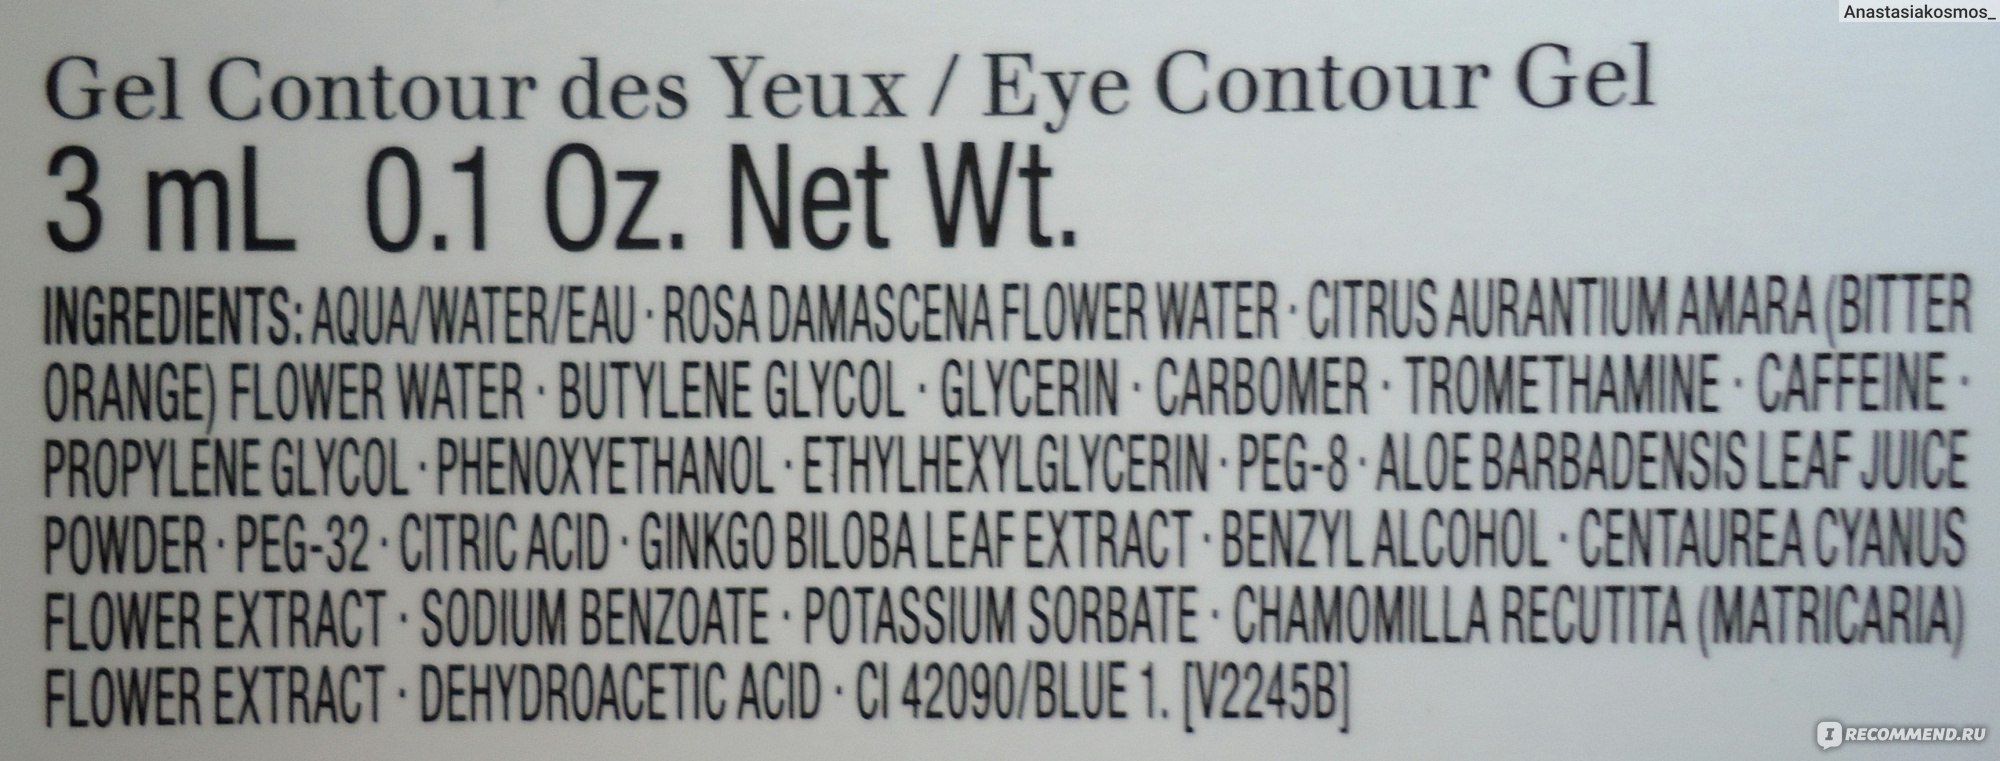 Anastasiakosmos_
Gel Contour des Yeux / Eye Contour Gel
3 mL 0.1 Oz. Net Wt.
INGREDIENTS: AQUA/WATER/EAU · ROSA DAMASCENA FLOWER WATER · CITRUS AURANTIUM AMARA (BITTER
ORANGE) FLOWER WATER · BUTYLENE GLYCOL · GLYCERIN · CARBOMER · TROMETHAMINE · CAFFEINE ·
PROPYLENE GLYCOL · PHENOXYETHANOL · ETHYLHEXYLGLYCERIN · PEG-8 · ALOE BARBADENSIS LEAF JUICE
POWDER · PEG-32 · CITRIC ACID · GINKGO BILOBA LEAF EXTRACT · BENZYL ALCOHOL · CENTAUREA CYANUS
FLOWER EXTRACT · SODIUM BENZOATE · POTASSIUM SORBATE · CHAMOMILLA RECUTITA (MATRICARIA)
FLOWER EXTRACT · DEHYDROACETIC ACID · CI 42090/BLUE 1. [V2245B]
I RECOMMEND.RU